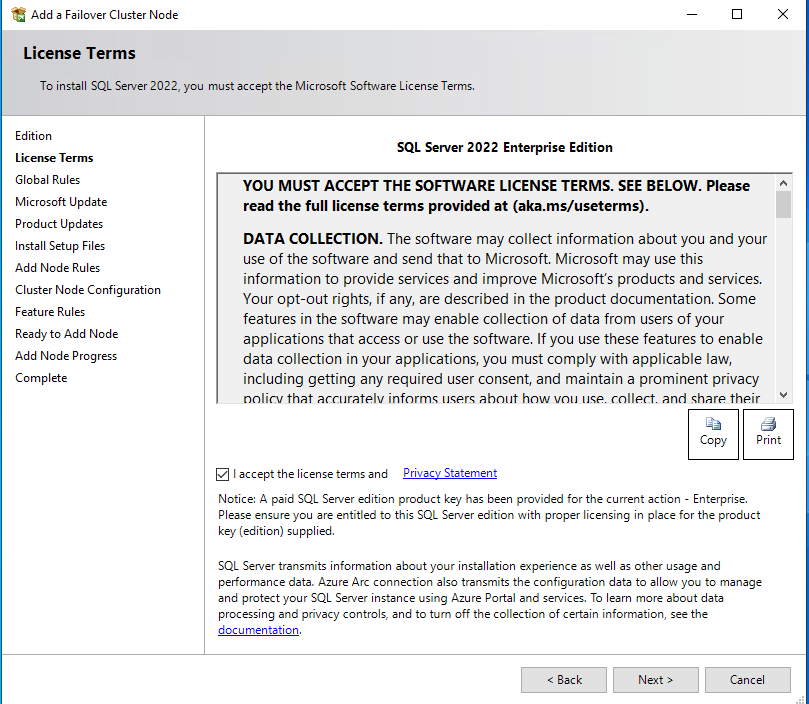 Add a Failover Cluster Node
License Terms
To install SQL Server 2022, you must accept the Microsoft Software License Terms.
Edition
License Terms
Global Rules
Microsoft Update
Product Updates
Install Setup Files
Add Node Rules
Cluster Node Configuration
Feature Rules
Ready to Add Node
Add Node Progress
Complete
SQL Server 2022 Enterprise Edition
YOU MUST ACCEPT THE SOFTWARE LICENSE TERMS. SEE BELOW. Please
read the full license terms provided at (aka.ms/useterms).
DATA COLLECTION. The software may collect information about you and your
use of the software and send that to Microsoft. Microsoft may use this
information to provide services and improve Microsoft's products and services.
Your opt-out rights, if any, are described in the product documentation. Some
features in the software may enable collection of data from users of your
applications that access or use the software. If you use these features to enable
data collection in your applications, you must comply with applicable law,
including getting any required user consent, and maintain a prominent privacy
policy that accurately informs users about how you use, collect, and share their
Copy
Print
I accept the license terms and Privacy Statement
Notice: A paid SQL Server edition product key has been provided for the current action - Enterprise.
Please ensure you are entitled to this SQL Server edition with proper licensing in place for the product
key (edition) supplied.
SQL Server transmits information about your installation experience as well as other usage and
performance data. Azure Arc connection also transmits the configuration data to allow you to manage
and protect your SQL Server instance using Azure Portal and services. To learn more about data
processing and privacy controls, and to turn off the collection of certain information, see the
documentation.
< Back
Next >
Cancel